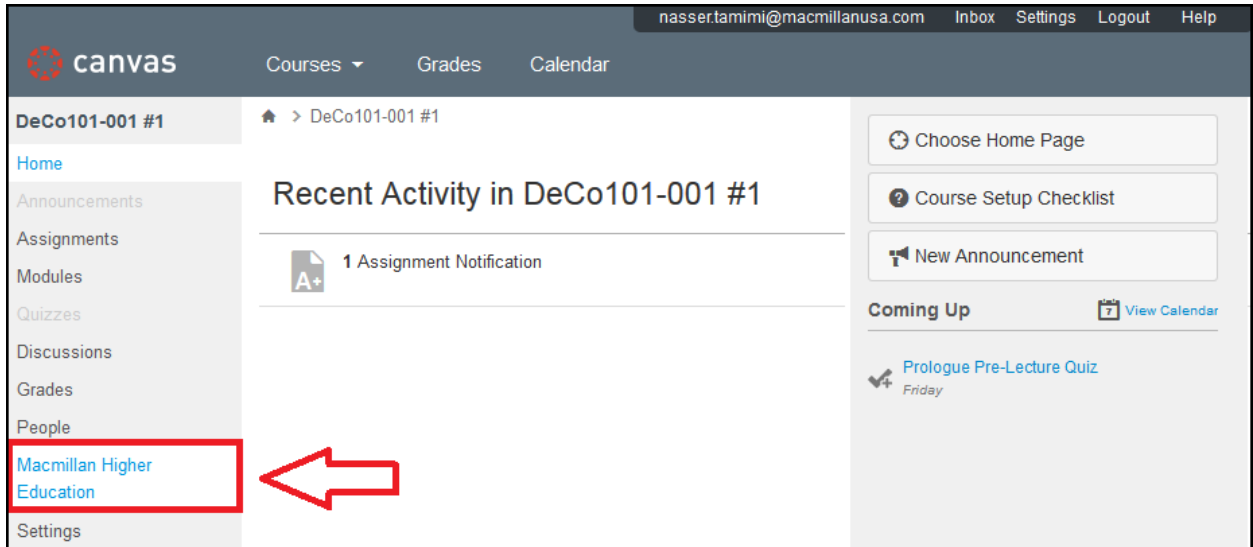 nasser.tamimi@macmillanusa.com Inbox Settings Logout Help
canvas Courses Grades Calendar
DeCo101-001 #1
Home
Announcements
Assignments
Modules
Quizzes
Discussions
Grades
People
Macmillan Higher
Education
Settings
> DeCo101-001 #1
Recent Activity in DeCo101-001 #1
A+
1 Assignment Notification
Choose Home Page
Course Setup Checklist
New Announcement
Coming Up
7 View Calendar
Prologue Pre-Lecture Quiz
Friday